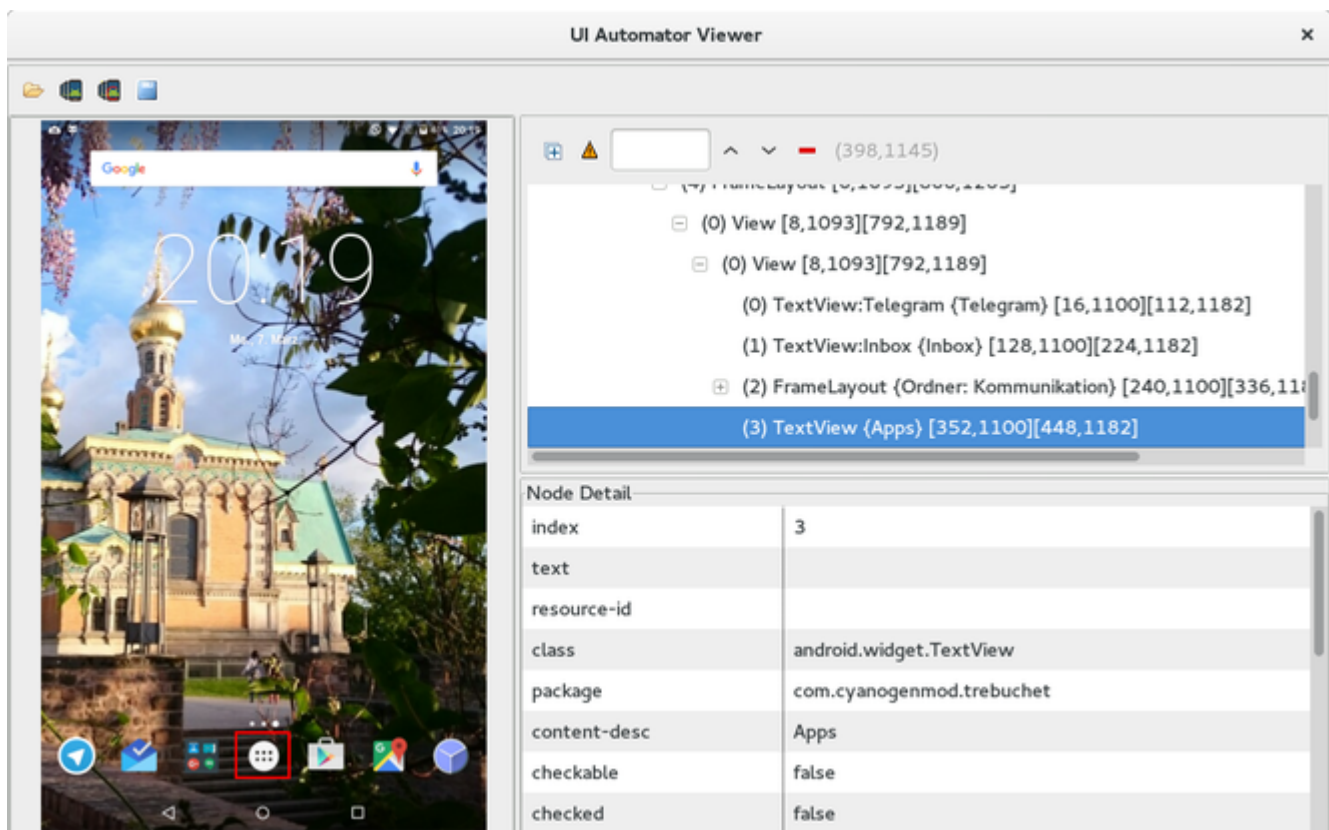 UI Automator Viewer
(398,1145)
Google
20:19
20:19
(0) View [8,1093][792,1189]
(0) View [8,1093][792,1189]
(0) TextView:Telegram {Telegram} [16,1100][112,1182]
(1) TextView:Inbox {Inbox} [128,1100][224,1182]
(2) FrameLayout {Ordner: Kommunikation} [240,1100][336,118
(3) TextView {Apps} [352,1100][448,1182]
Node Detail
index 3
text
resource-id
class android.widget.TextView
package com.cyanogenmod.trebuchet
content-desc Apps
checkable false
checked false